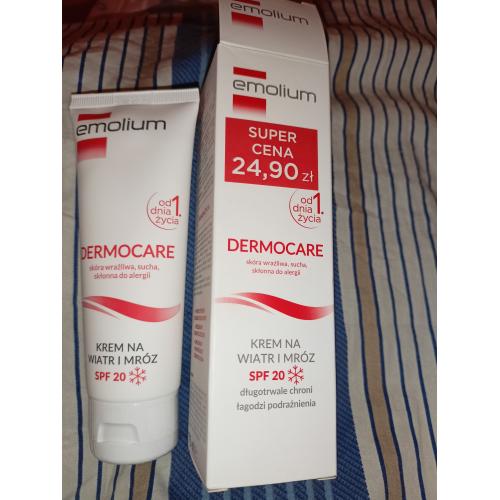 emolium
od 1.
dnia
życia
DERMOCARE
skóra wrażliwa, sucha,
skłonna do alergii
KREM NA
WIATR I MRÓZ
SPF 20
emolium
emolium
SUPER
CENA
24,90 zł
od 1.
dnia
życia
DERMOCARE
skóra wrażliwa, sucha,
skłonna do alergii
KREM NA
WIATR I MRÓZ
SPF 20
długotrwale chroni
łagodzi podrażnienia